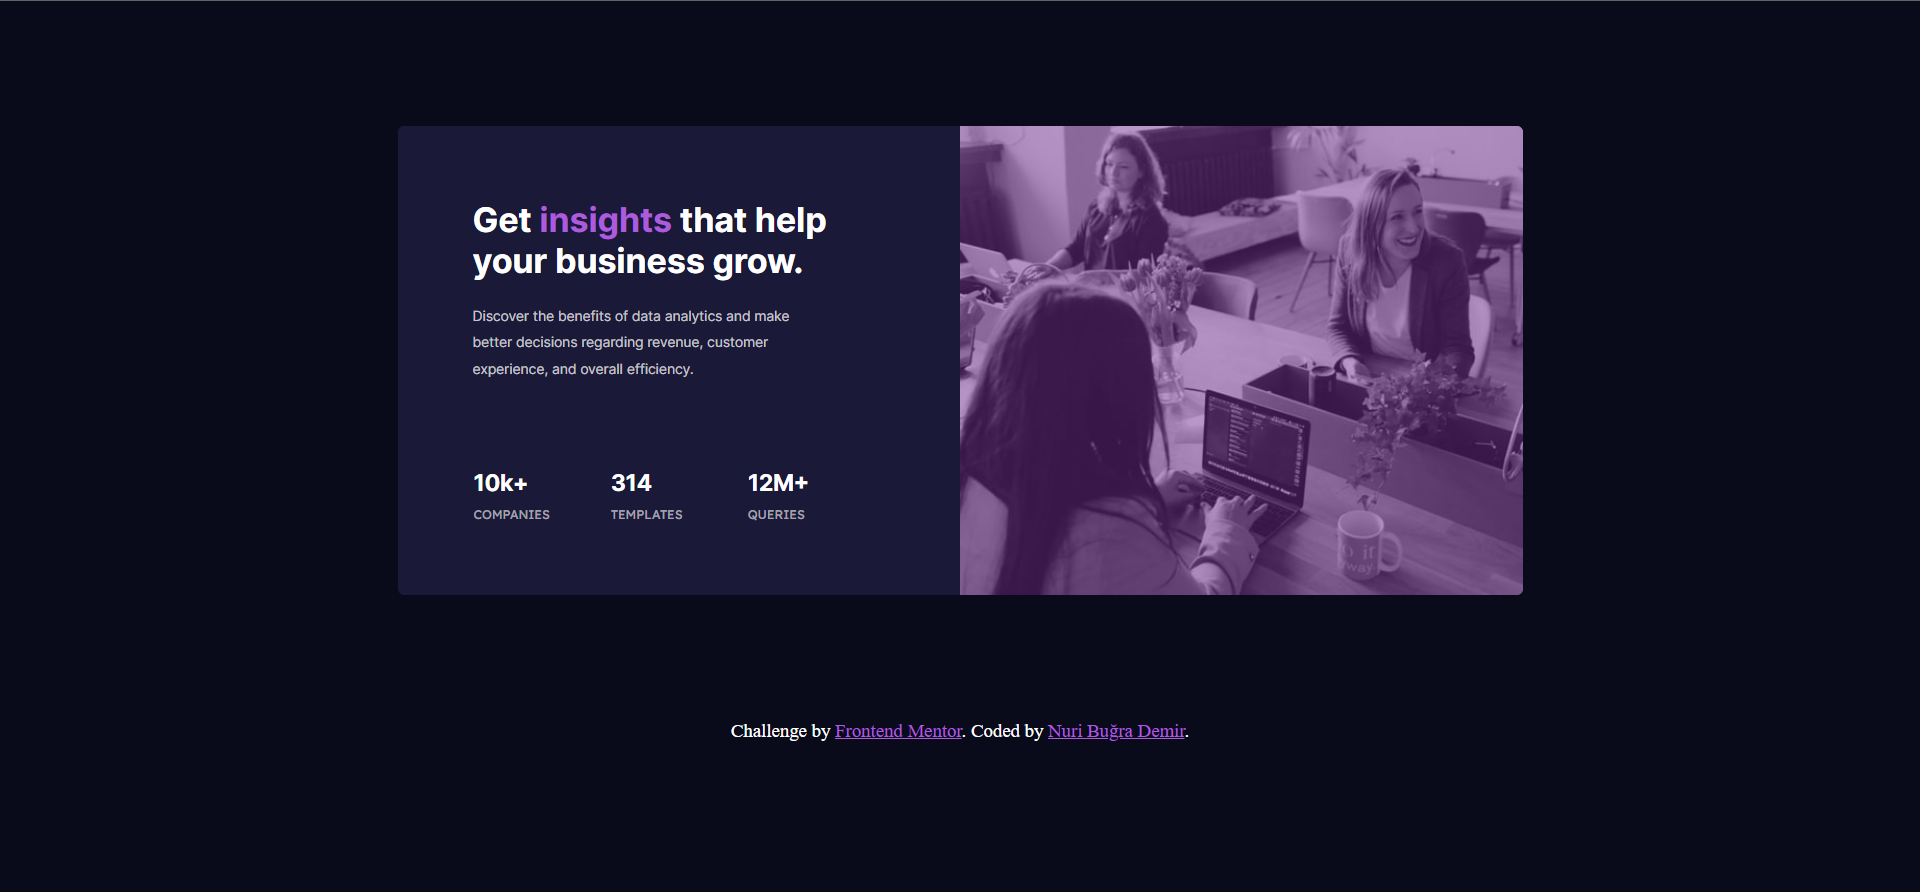 Get insights that help
your business grow.
Discover the benefits of data analytics and make
better decisions regarding revenue, customer
experience, and overall efficiency.
10k+ 314 12M+
COMPANIES TEMPLATES QUERIES
Challenge by Frontend Mentor. Coded by Nuri Buğra Demir.